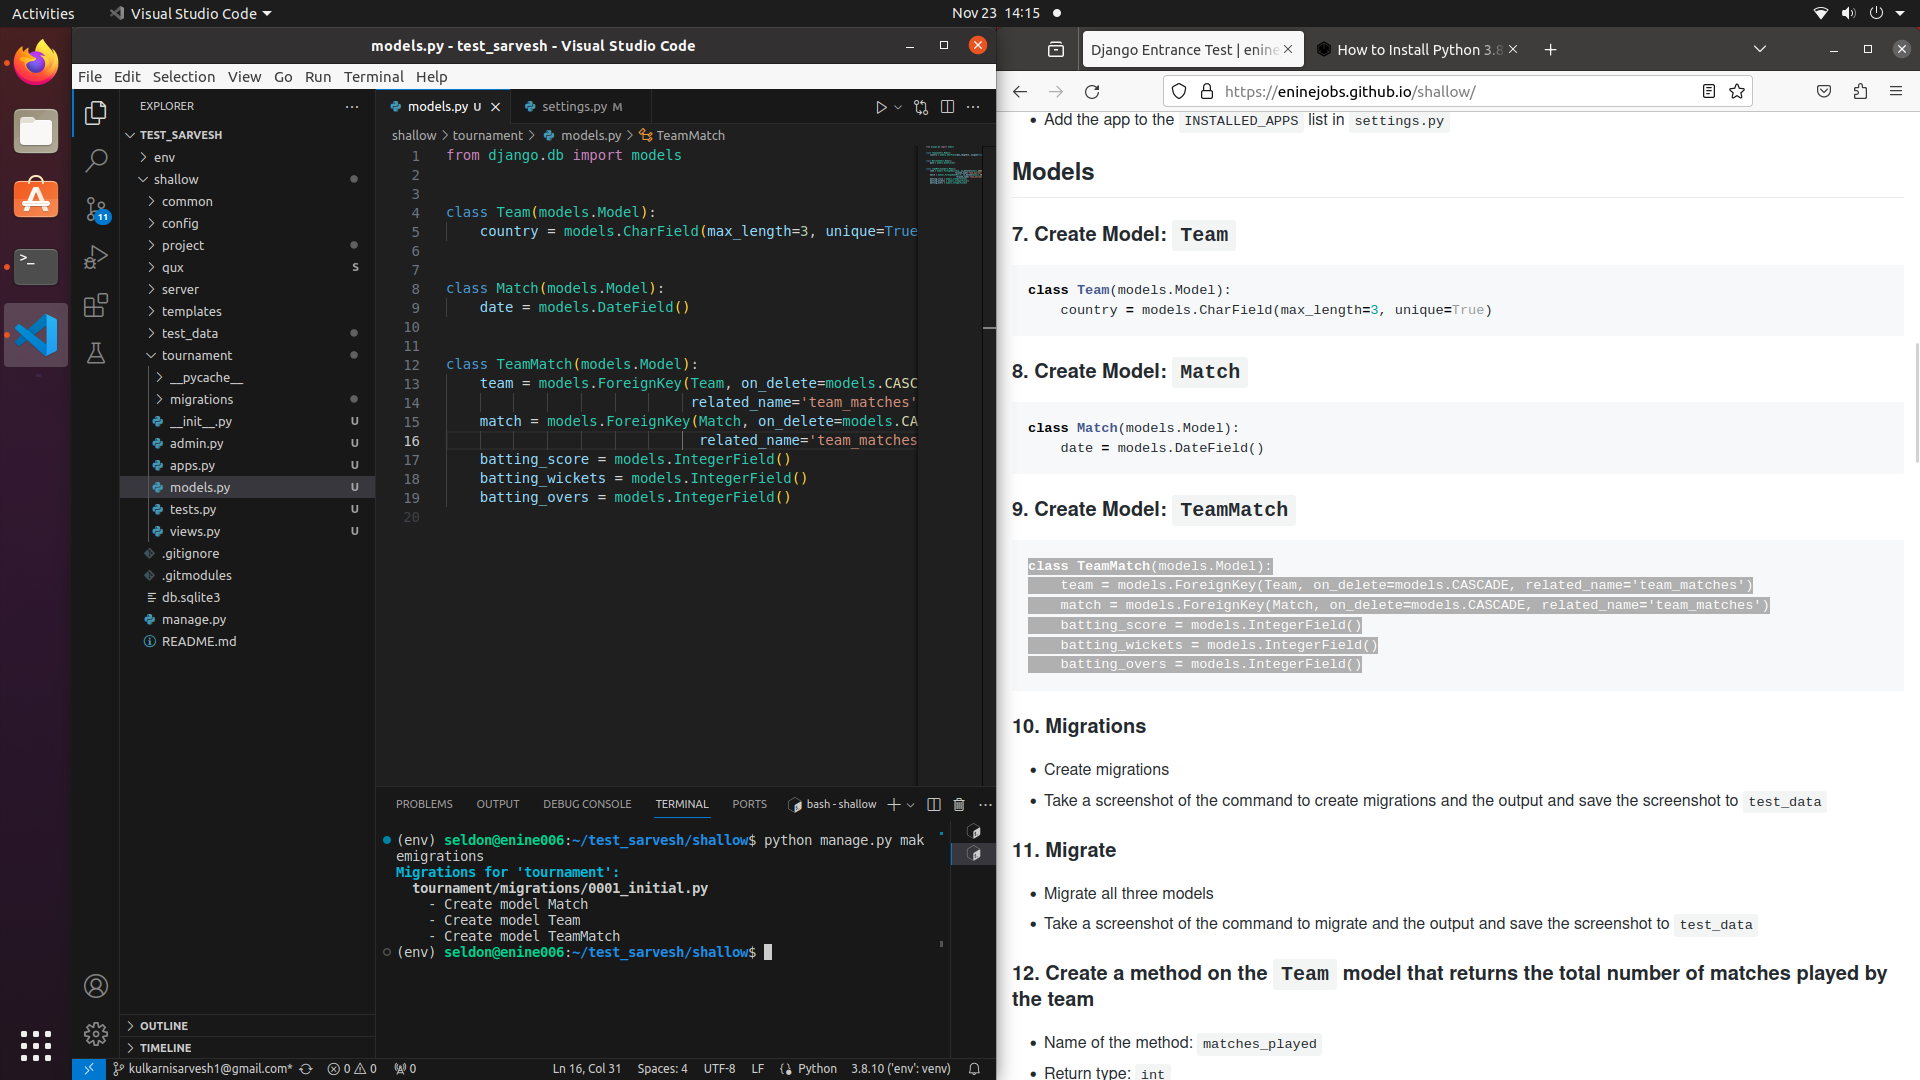 Activities
Visual Studio Code
Nov 23 14:15
models.py - test_sarvesh - Visual Studio Code
File Edit Selection View Go Run Terminal Help
EXPLORER
TEST_SARVESH
env
shallow
common
config
project
qux S
server
templates
test_data
tournament
__pycache__
migrations
__init__.py U
admin.py U
apps.py U
models.py U
tests.py U
views.py U
.gitignore
.gitmodules
db.sqlite3
manage.py
README.md
OUTLINE
TIMELINE
11
models.py U
settings.py M
shallow > tournament > models.py > TeamMatch
1 from django.db import models
2
3
4 class Team(models.Model):
5 country = models.CharField(max_length=3, unique=True
6
7
8 class Match(models.Model):
9 date = models.DateField()
10
11
12 class TeamMatch(models.Model):
13 team = models.ForeignKey(Team, on_delete=models.CASC
14 related_name='team_matches'
15 match = models.ForeignKey(Match, on_delete=models.CA
16 related_name='team_matches
17 batting_score = models.IntegerField()
18 batting_wickets = models.IntegerField()
19 batting_overs = models.IntegerField()
20
PROBLEMS OUTPUT DEBUG CONSOLE TERMINAL PORTS bash - shallow
(env) seldon@enine006:~/test_sarvesh/shallow$ python manage.py mak
emigrations
Migrations for 'tournament':
tournament/migrations/0001_initial.py
- Create model Match
- Create model Team
- Create model TeamMatch
(env) seldon@enine006:~/test_sarvesh/shallow$
kulkarnisarvesh1@gmail.com* 0 0 0 Ln 16, Col 31 Spaces: 4 UTF-8 LF Python 3.8.10 ('env': venv)
Django Entrance Test | enine
How to Install Python 3.8
https://eninejobs.github.io/shallow/
Add the app to the INSTALLED_APPS list in settings.py
Models
7. Create Model: Team
class Team(models.Model):
country = models.CharField(max_length=3, unique=True)
8. Create Model: Match
class Match(models.Model):
date = models.DateField()
9. Create Model: TeamMatch
class TeamMatch(models.Model):
team = models.ForeignKey(Team, on_delete=models.CASCADE, related_name='team_matches')
match = models.ForeignKey(Match, on_delete=models.CASCADE, related_name='team_matches')
batting_score = models.IntegerField()
batting_wickets = models.IntegerField()
batting_overs = models.IntegerField()
10. Migrations
Create migrations
Take a screenshot of the command to create migrations and the output and save the screenshot to test_data
11. Migrate
Migrate all three models
Take a screenshot of the command to migrate and the output and save the screenshot to test_data
12. Create a method on the Team model that returns the total number of matches played by
the team
Name of the method: matches_played
Return type: int